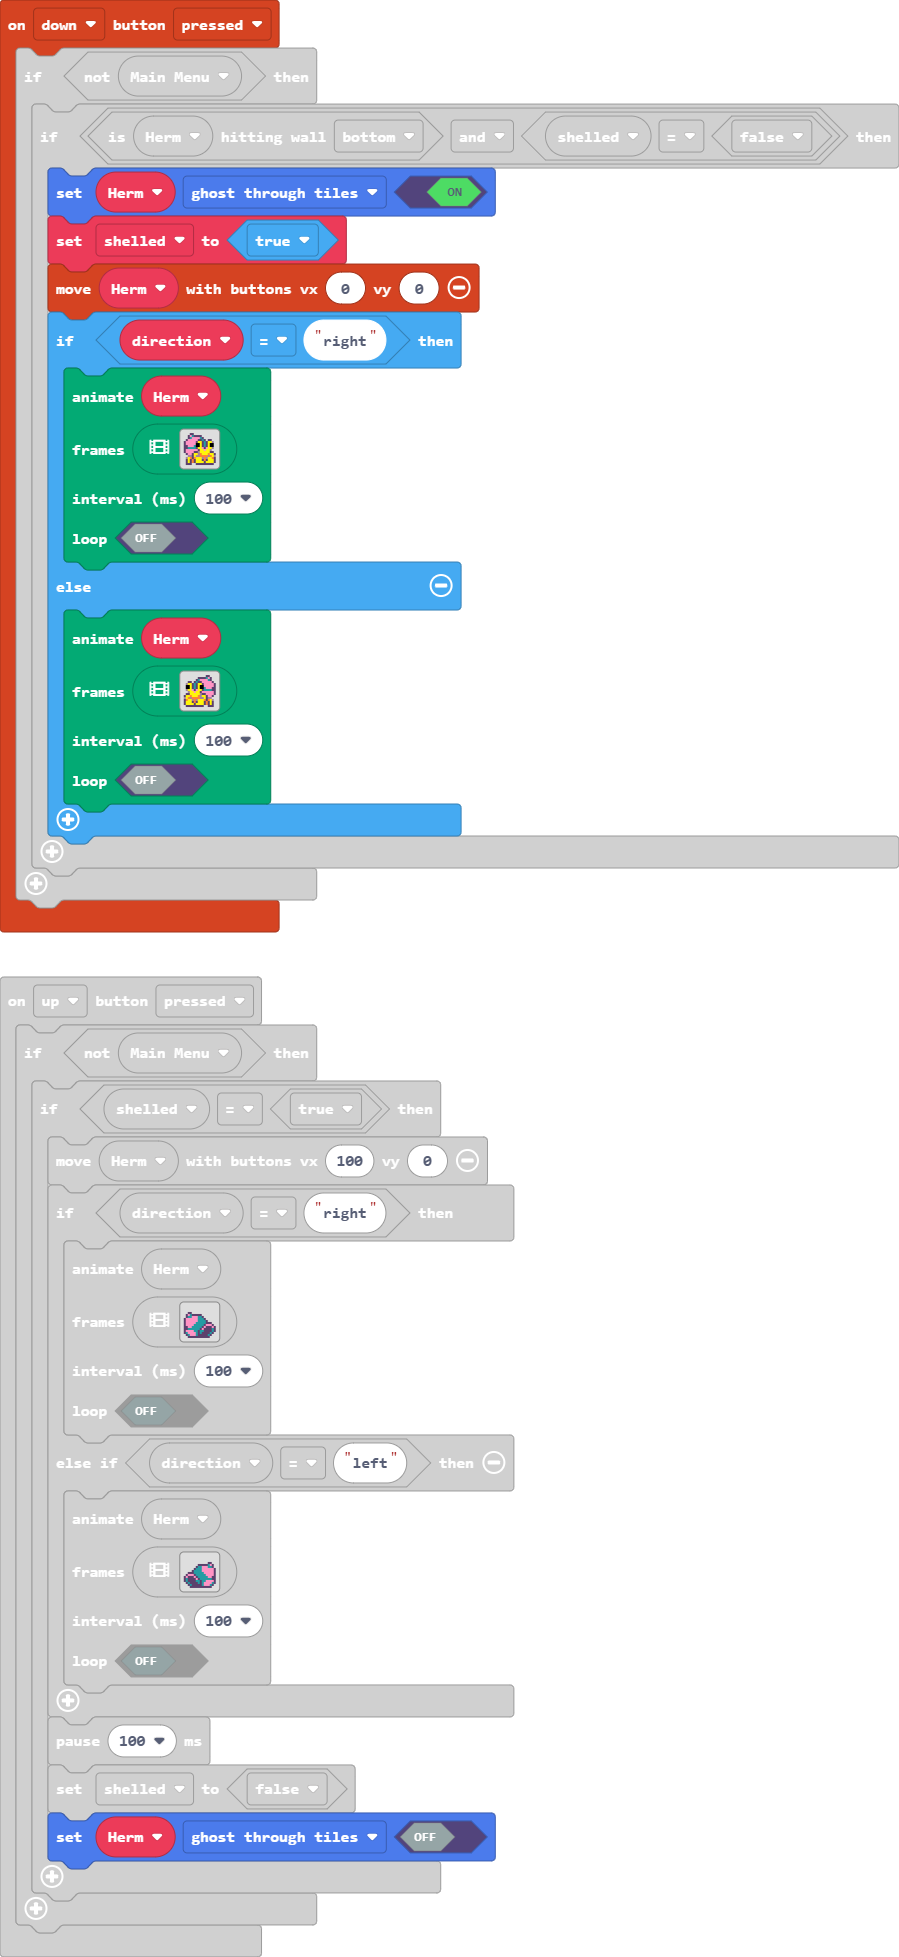 on down button pressed
if not Main Menu then
if is Herm hitting wall bottom and shelled = false then
set Herm ghost through tiles ON
set shelled to true
move Herm with buttons vx 0 vy 0
if direction = "right" then
animate Herm
frames
interval (ms) 100
loop OFF
else
animate Herm
frames
interval (ms) 100
loop OFF
on up button pressed
if not Main Menu then
if shelled = true then
move Herm with buttons vx 100 vy 0
if direction = "right" then
animate Herm
frames
interval (ms) 100
loop OFF
else if direction = "left" then
animate Herm
frames
interval (ms) 100
loop OFF
pause 100 ms
set shelled to false
set Herm ghost through tiles OFF